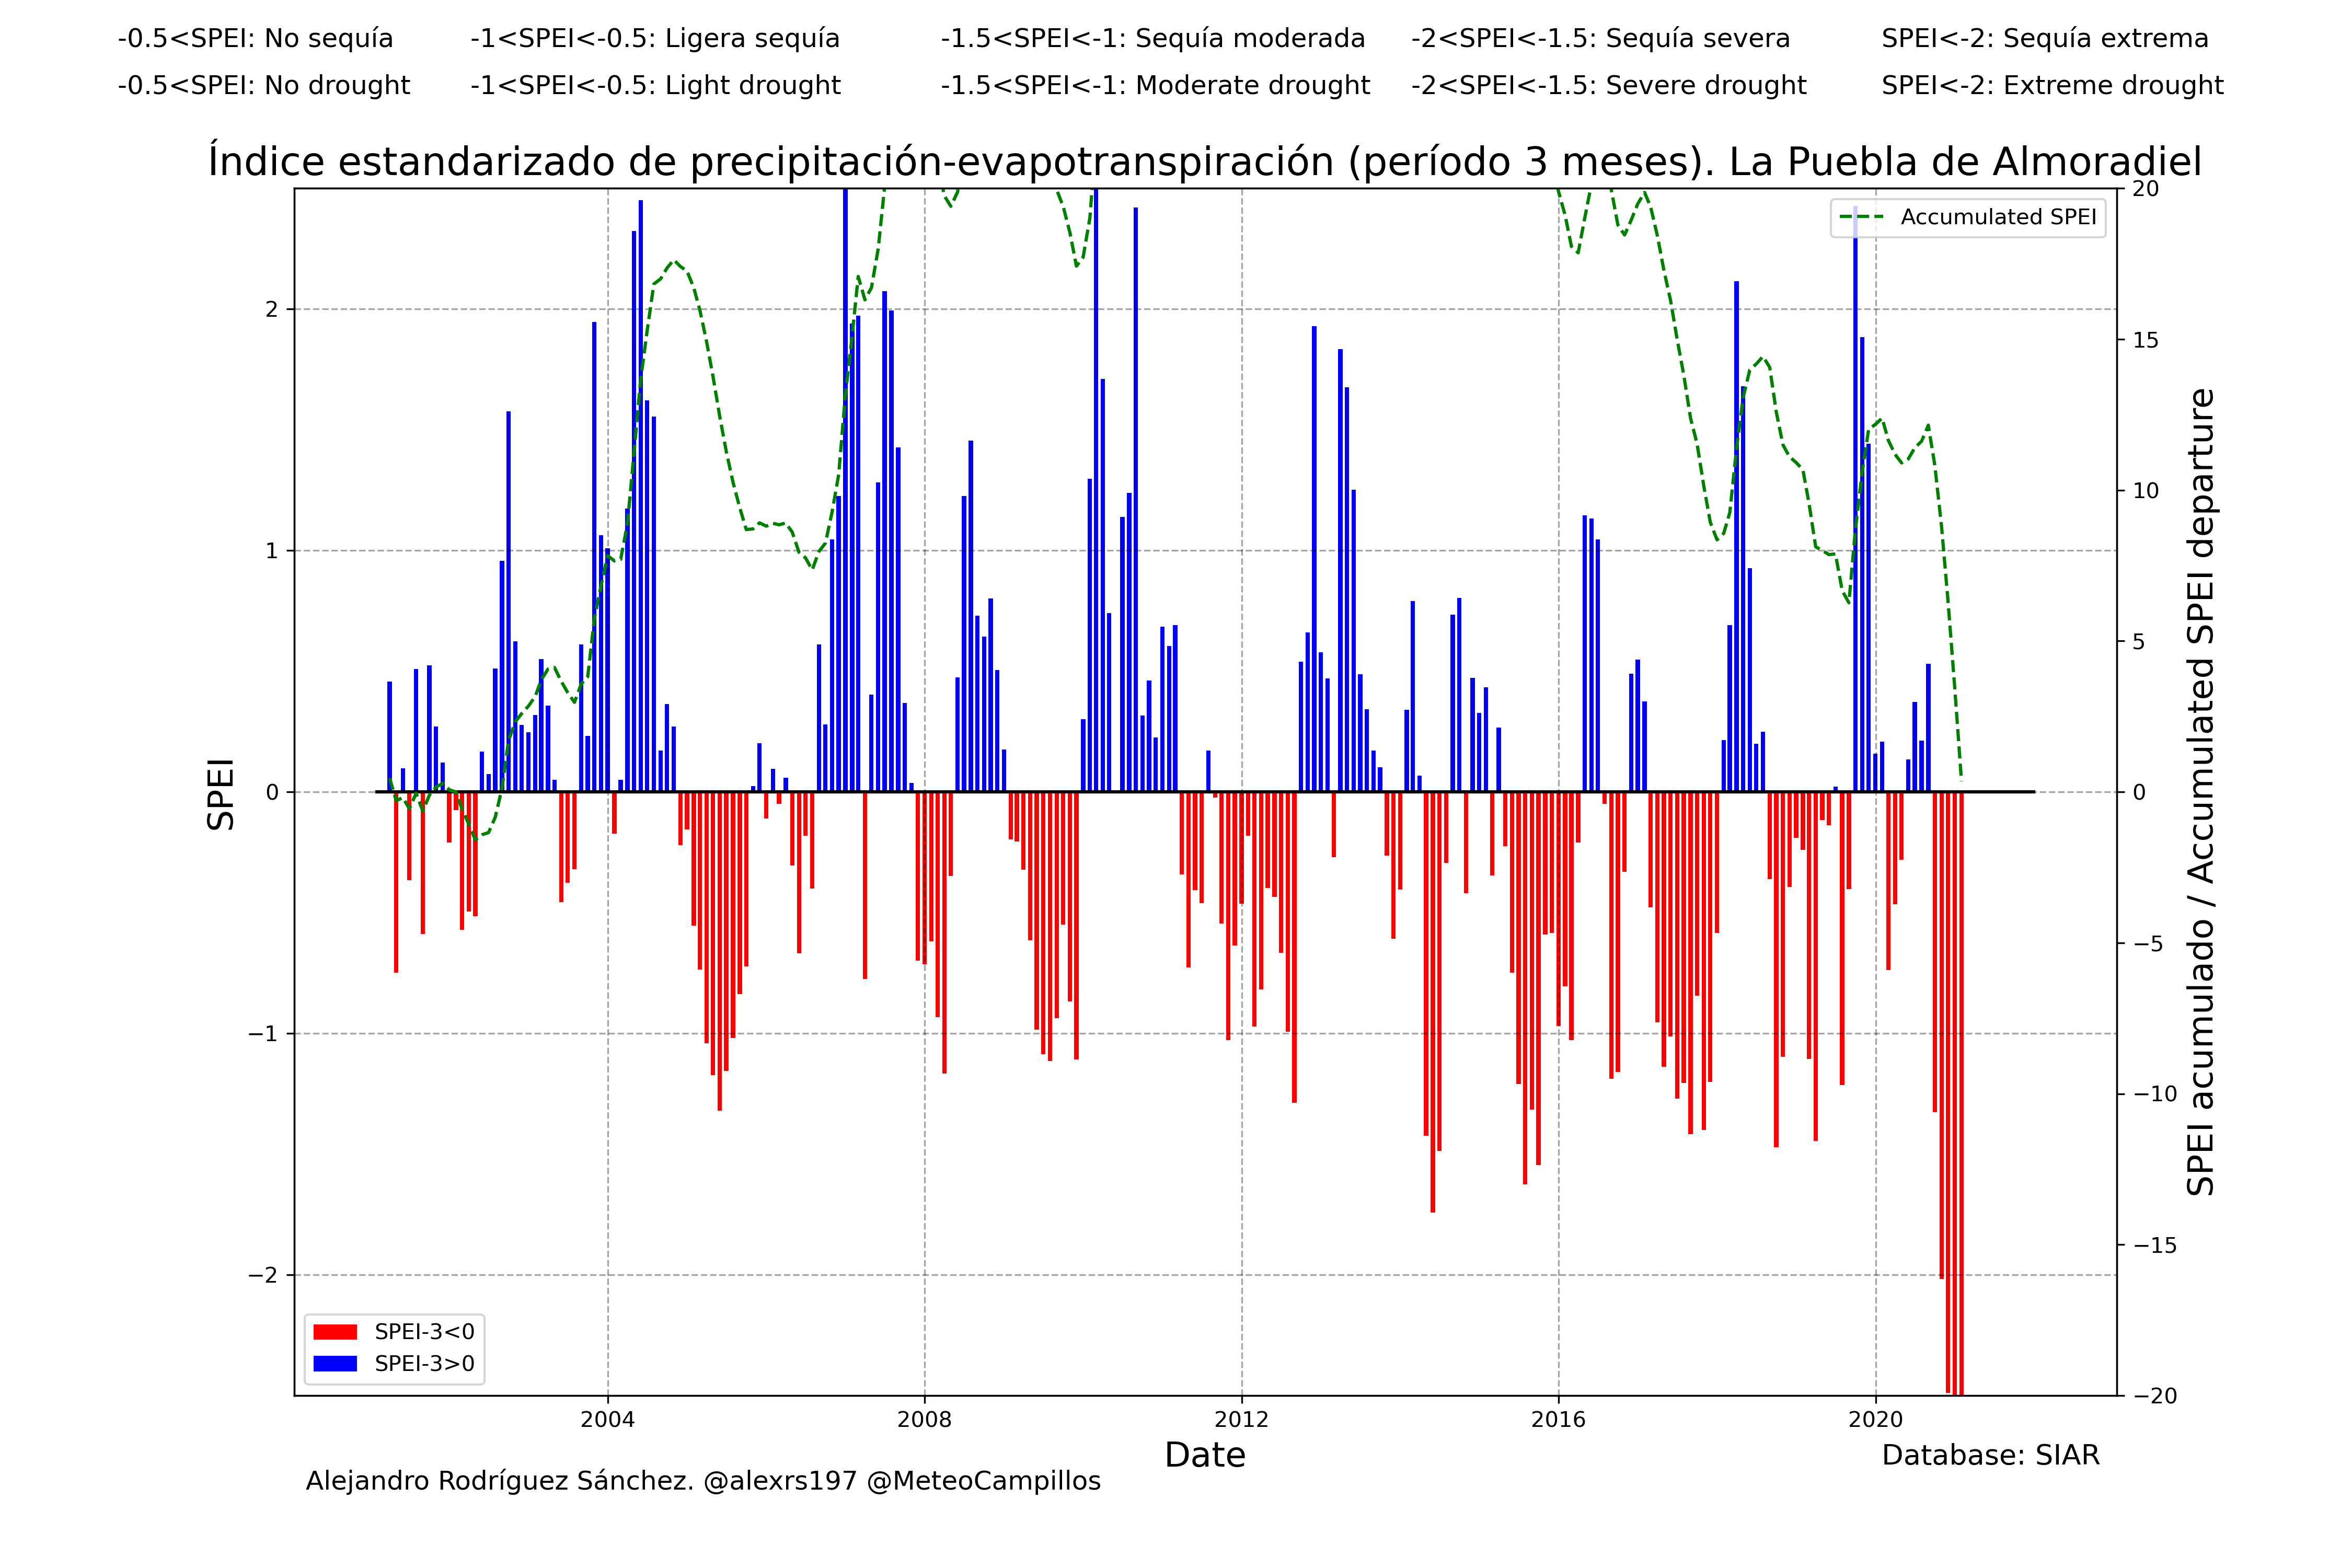 -0.5<SPEI: No sequía -1<SPEI<-0.5: Ligera sequía -1.5<SPEI<-1: Sequía moderada -2<SPEI<-1.5: Sequía severa SPEI<-2: Sequía extrema
-0.5<SPEI: No drought -1<SPEI<-0.5: Light drought -1.5<SPEI<-1: Moderate drought -2<SPEI<-1.5: Severe drought SPEI<-2: Extreme drought
Índice estandarizado de precipitación-evapotranspiración (período 3 meses). La Puebla de Almoradiel
Accumulated SPEI
SPEI
2
1
0
−1
−2
20
15
10
5
0
−5
−10
−15
−20
SPEI acumulado / Accumulated SPEI departure
SPEI-3<0
SPEI-3>0
2004 2008 2012 2016 2020
Date
Database: SIAR
Alejandro Rodríguez Sánchez. @alexrs197 @MeteoCampillos